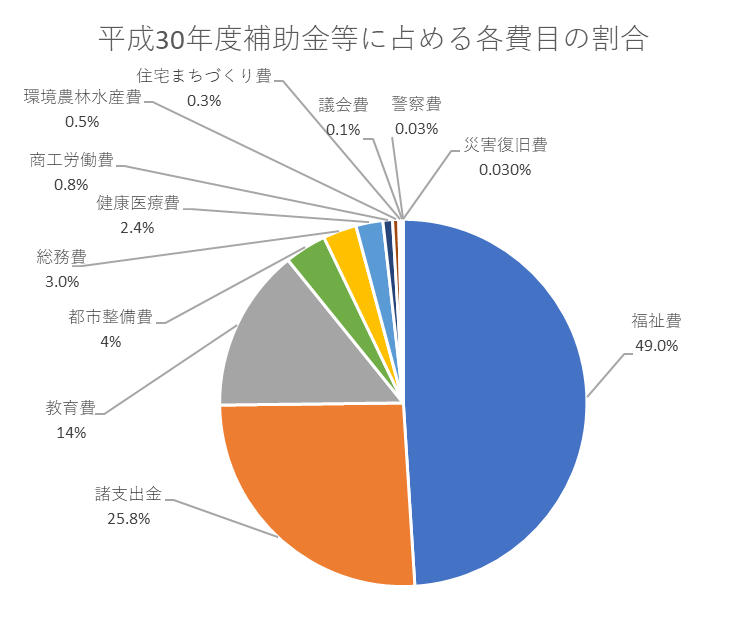 平成30年度補助金等に占める各費目の割合
住宅まちづくり費
0.3%
環境農林水産費
0.5%
議会費
0.1%
警察費
0.03%
災害復旧費
0.030%
商工労働費
0.8%
健康医療費
2.4%
総務費
3.0%
都市整備費
4%
福祉費
49.0%
教育費
14%
諸支出金
25.8%